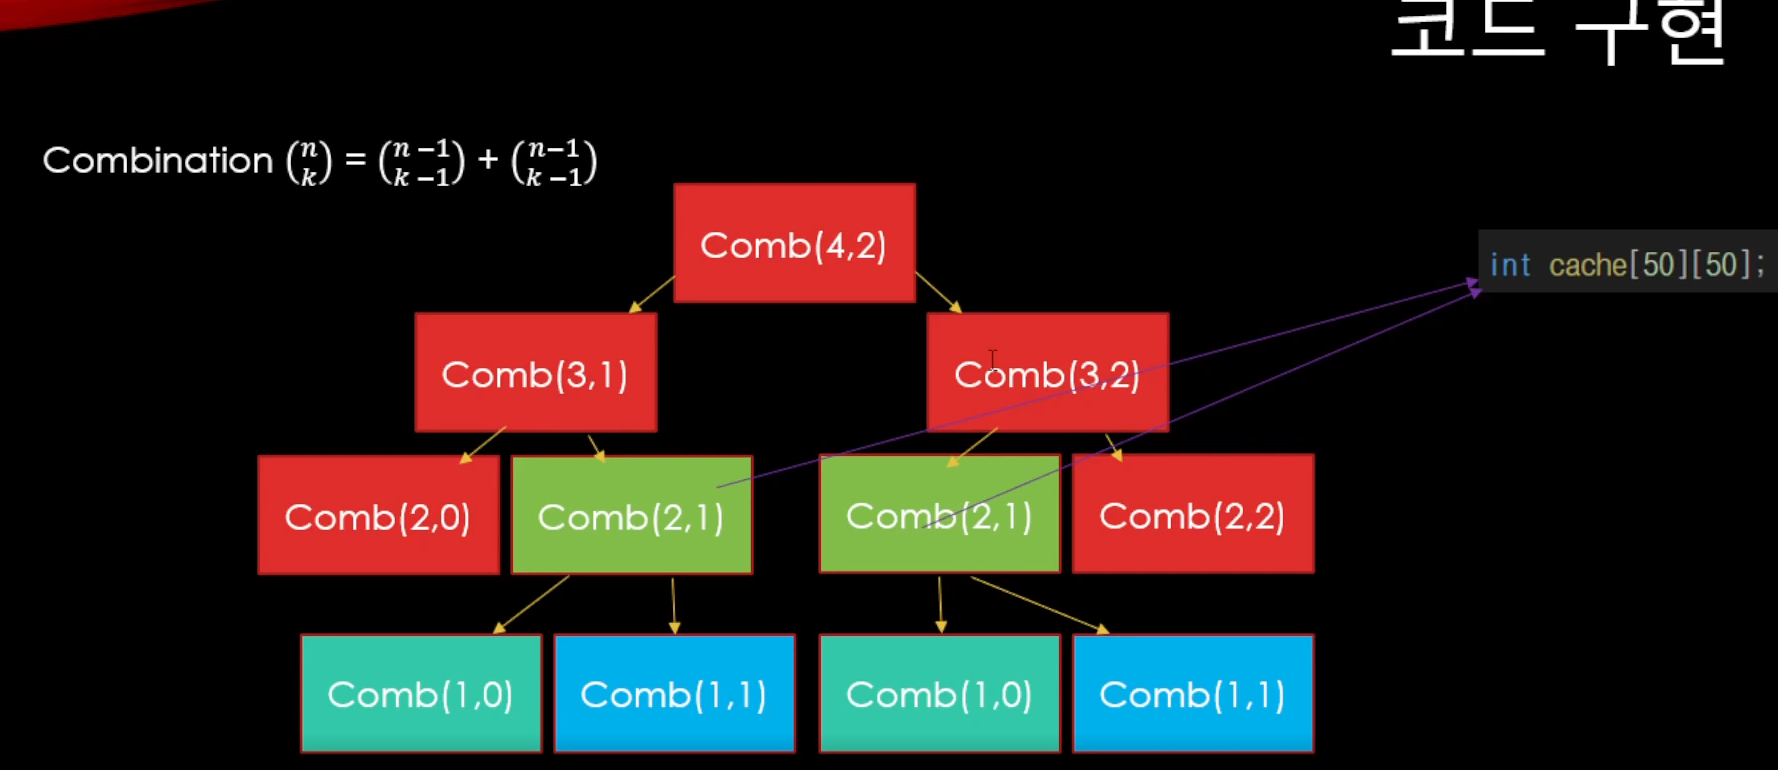 코드 구현
Combination (n k) = (n −1 k −1) + (n−1 k −1)
Comb(4,2)
int cache[50][50];
Comb(3,1)
Comb(3,2)
Comb(2,0)
Comb(2,1)
Comb(2,1)
Comb(2,2)
Comb(1,0)
Comb(1,1)
Comb(1,0)
Comb(1,1)